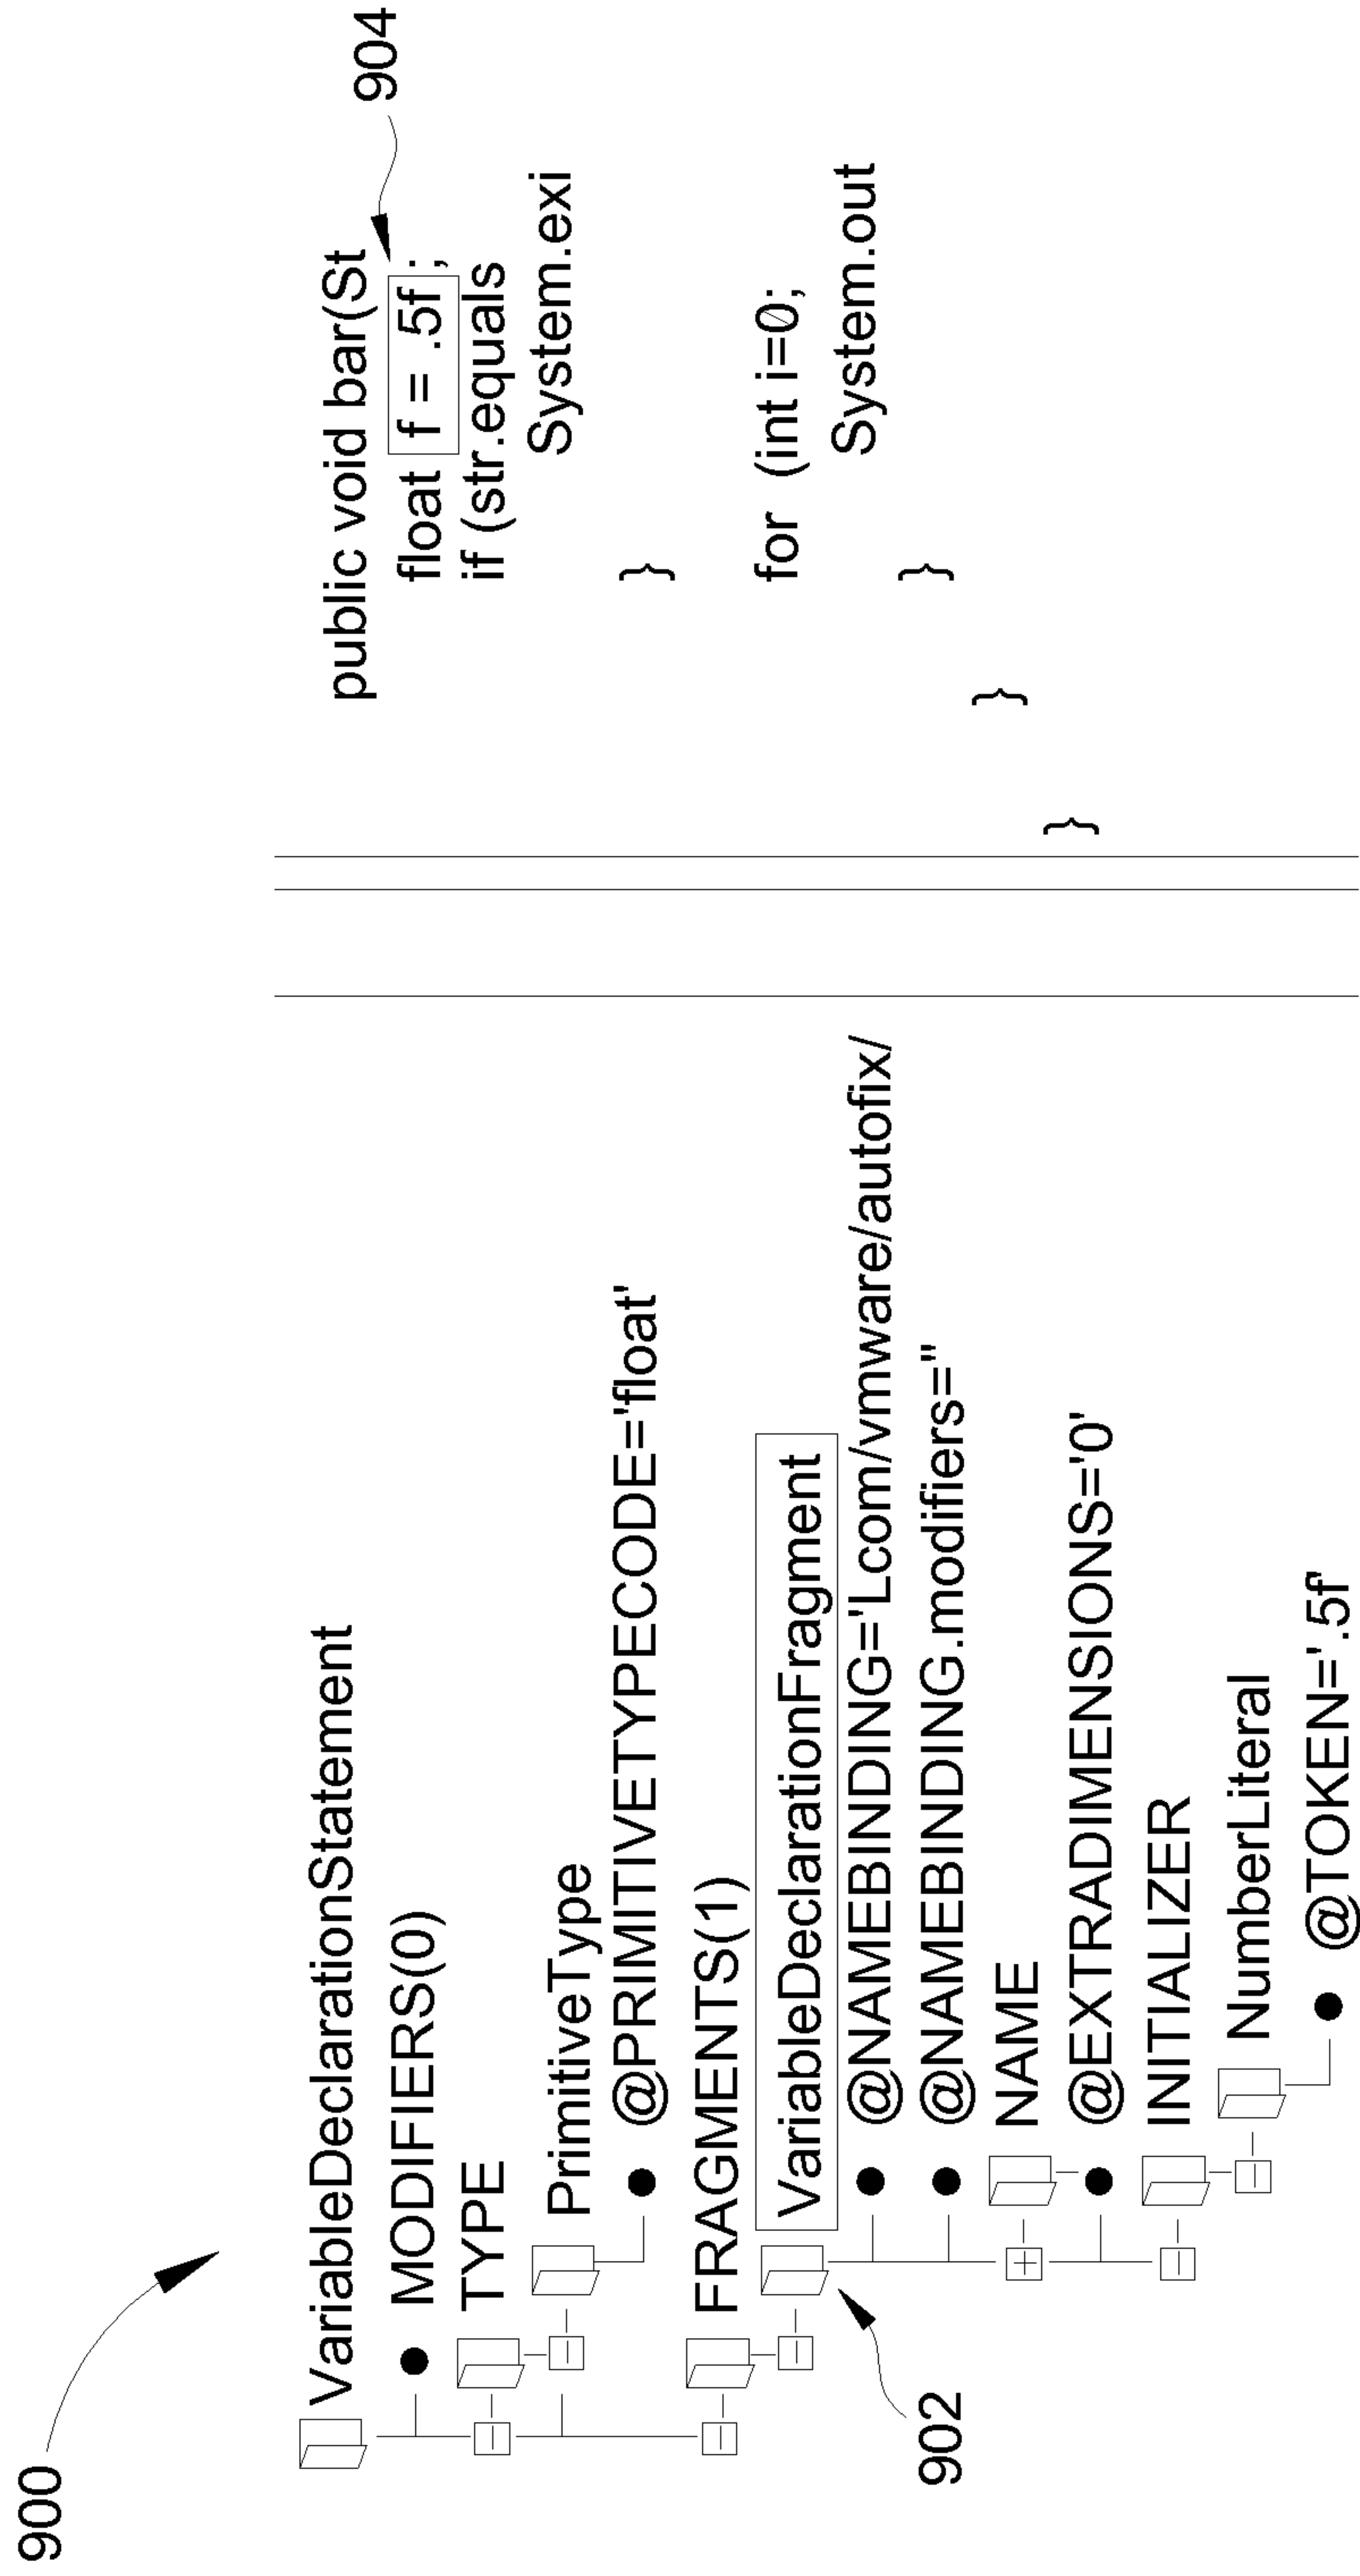 900
VariableDeclarationStatement
MODIFIERS(0)
TYPE
PrimitiveType
@PRIMITIVETYPECODE='float'
FRAGMENTS(1)
VariableDeclarationFragment
@NAMEBINDING='Lcom/vmware/autofix/
@NAMEBINDING.modifiers=''
NAME
@EXTRADIMENSIONS='0'
INITIALIZER
NumberLiteral
@TOKEN='.5f'
902
904
public void bar(St
float f = .5f ;
if (str.equals
System.exi
}
for (int i=0;
System.out
}
}
}